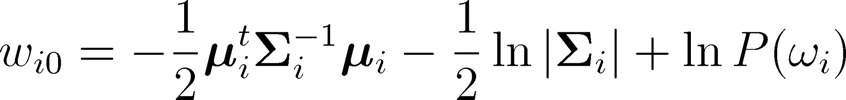 $w_{i0} = -\frac{1}{2}\boldsymbol{\mu}_i^t \boldsymbol{\Sigma}_i^{-1} \boldsymbol{\mu}_i - \frac{1}{2} \ln |\boldsymbol{\Sigma}_i| + \ln P(\omega_i)$